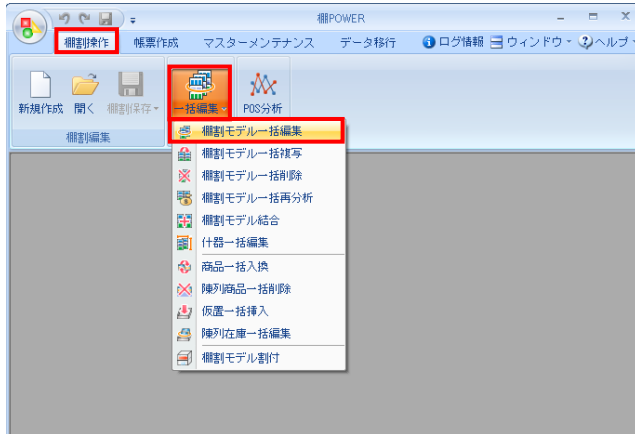 棚POWER
棚割操作 帳票作成 マスターメンテナンス データ移行 ログ情報 ウィンドウ ヘルプ
新規作成 開く 棚割保存 一括編集 POS分析
棚割編集
棚割モデル一括編集
棚割モデル一括複写
棚割モデル一括削除
棚割モデル一括再分析
棚割モデル結合
什器一括編集
商品一括入換
陳列商品一括削除
仮置一括挿入
陳列在庫一括編集
棚割モデル割付